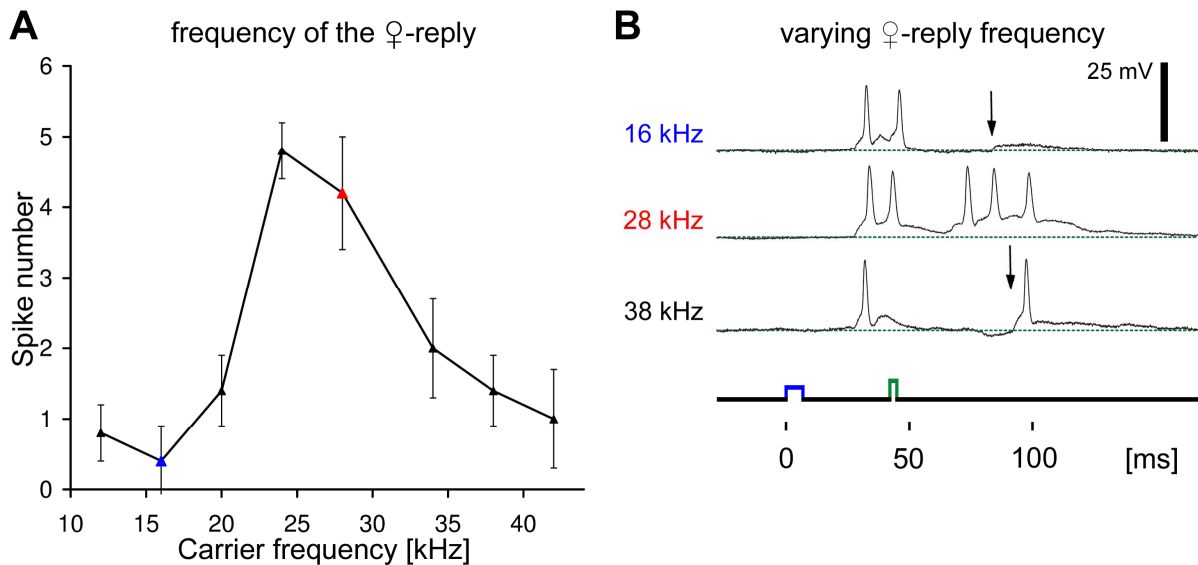 A
frequency of the ♀-reply
6
5
4
3
2
1
0
Spike number
10 15 20 25 30 35 40
Carrier frequency [kHz]
B
varying ♀-reply frequency
25 mV
16 kHz
28 kHz
38 kHz
0 50 100 [ms]